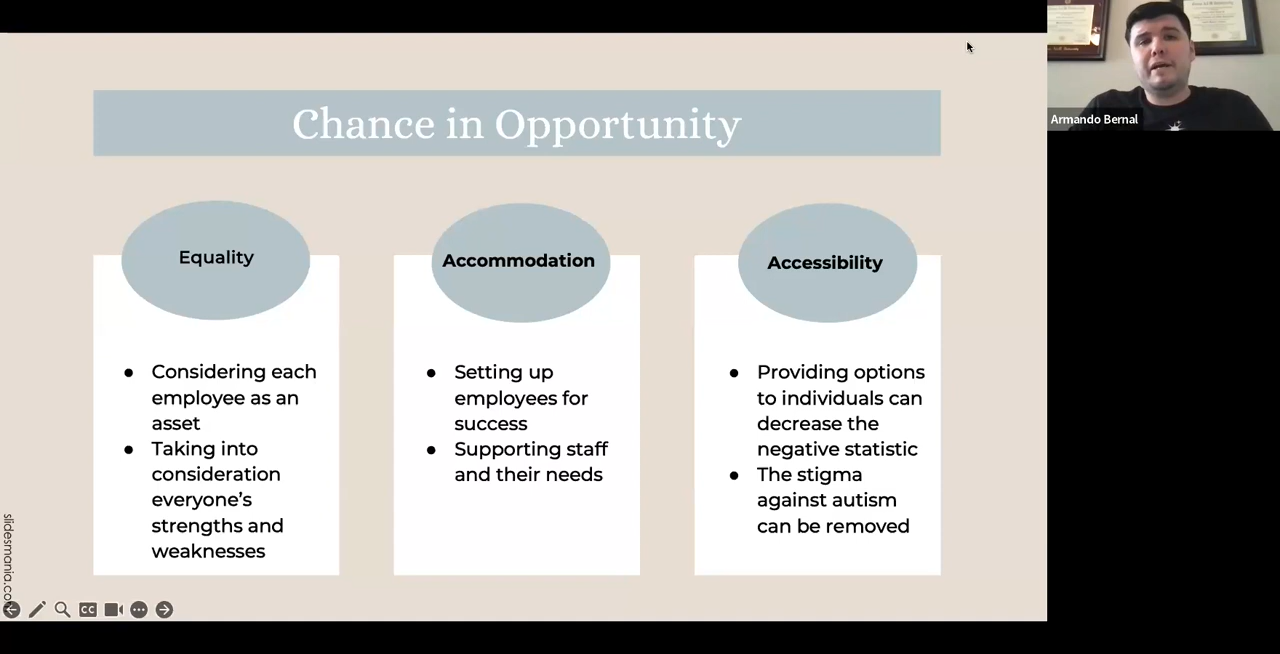 Chance in Opportunity
Equality
Considering each
employee as an
asset
Taking into
consideration
everyone’s
strengths and
weaknesses
Accommodation
Setting up
employees for
success
Supporting staff
and their needs
Accessibility
Providing options
to individuals can
decrease the
negative statistic
The stigma
against autism
can be removed
Armando Bernal
CC